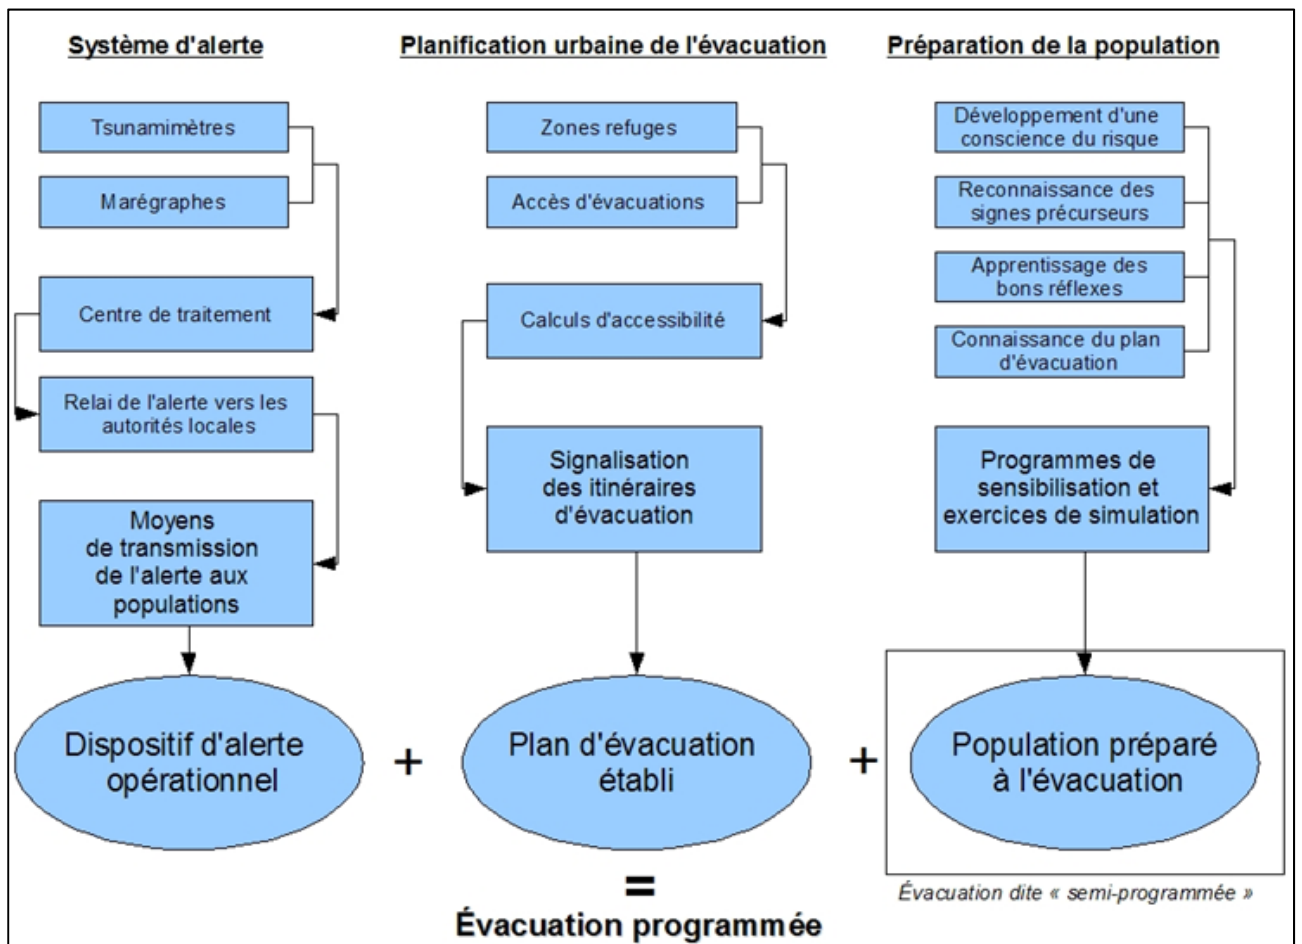 Système d'alerte
Tsunamimètres
Marégraphes
Centre de traitement
Relai de l'alerte vers les
autorités locales
Moyens
de transmission
de l'alerte aux
populations
Dispositif d'alerte
opérationnel
+
Planification urbaine de l'évacuation
Zones refuges
Accès d'évacuations
Calculs d'accessibilité
Signalisation
des itinéraires
d'évacuation
Plan d'évacuation
établi
+
Préparation de la population
Développement d'une
conscience du risque
Reconnaissance des
signes précurseurs
Apprentissage des
bons réflexes
Connaissance du plan
d'évacuation
Programmes de
sensibilisation et
exercices de simulation
Population préparé
à l'évacuation
Évacuation dite « semi-programmée »
=
Évacuation programmée